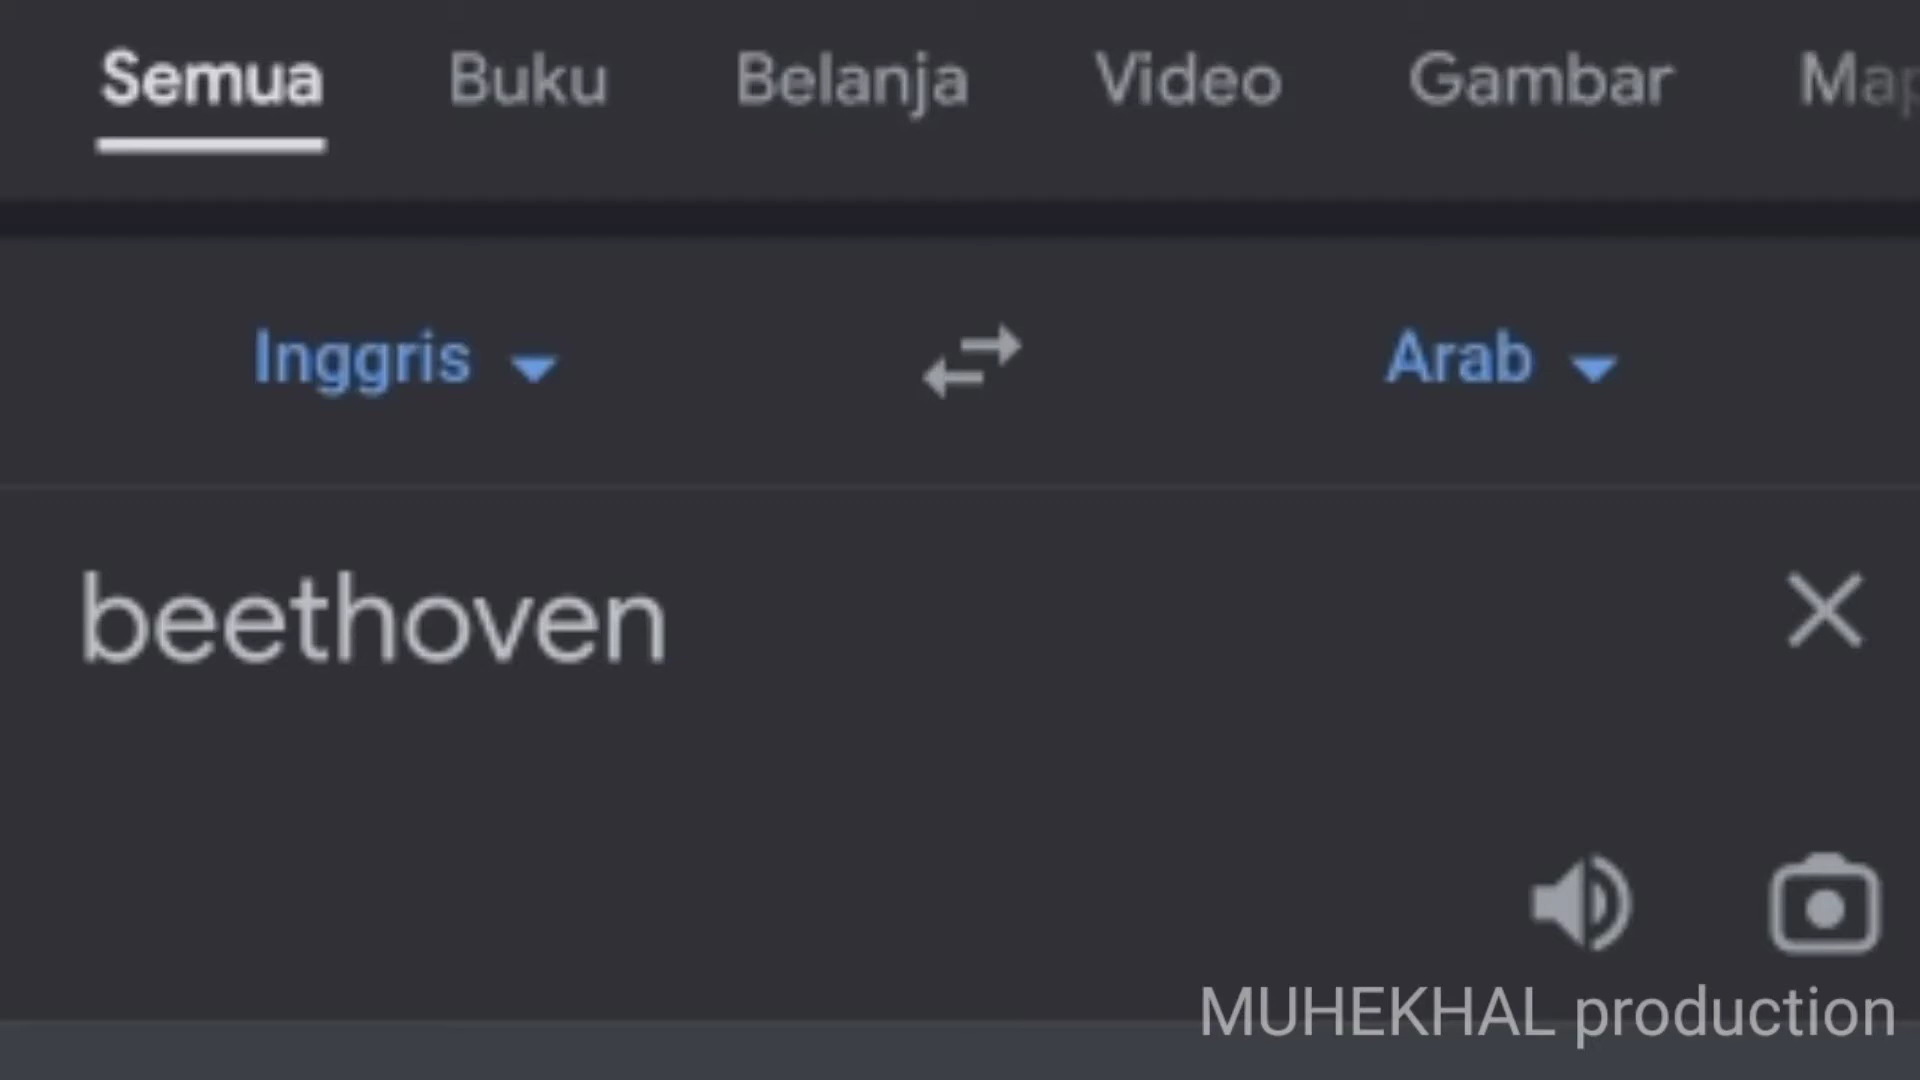 Semua Buku Belanja Video Gambar
Inggris Arab
beethoven
MUHEKHAL production